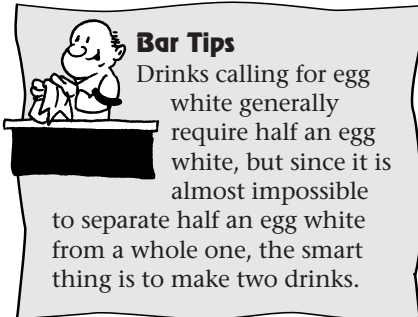 Bar Tips
Drinks calling for egg
white generally
require half an egg
white, but since it is
almost impossible
to separate half an egg white
from a whole one, the smart
thing is to make two drinks.